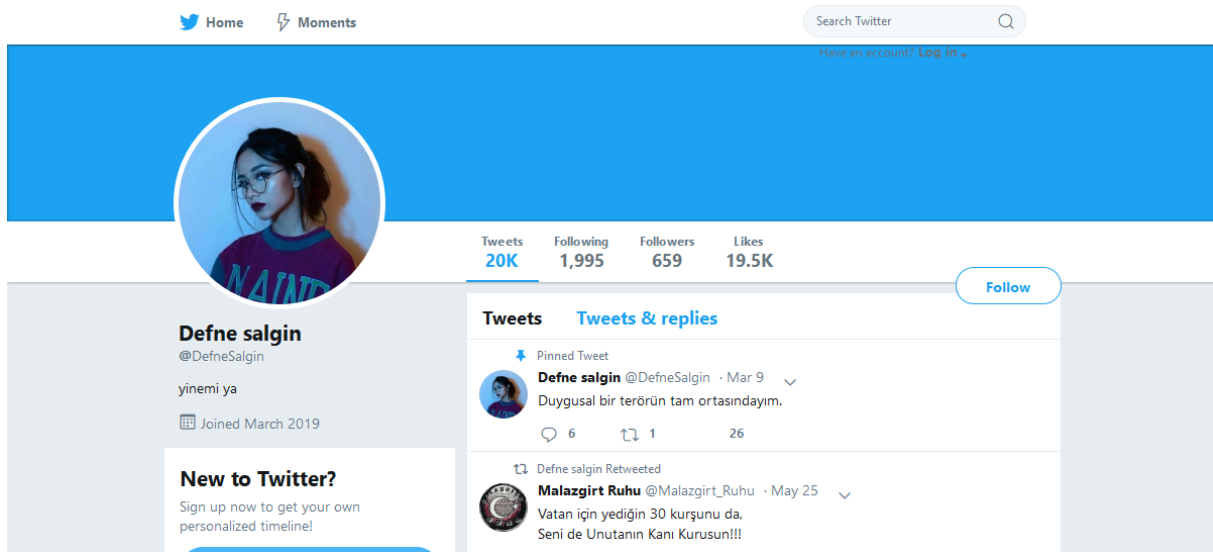 Home Moments Search Twitter
Have an account? Log in
MAINE
Tweets Following Followers Likes
20K 1,995 659 19.5K
Follow
Defne salgin
@DefneSalgin
yinemi ya
Joined March 2019
New to Twitter?
Sign up now to get your own
personalized timeline!
Tweets Tweets & replies
Pinned Tweet
Defne salgin @DefneSalgin · Mar 9
Duygusal bir terörün tam ortasındayım.
6 1 26
Defne salgin Retweeted
Malazgirt Ruhu @Malazgirt_Ruhu · May 25
Vatan için yediğin 30 kurşunu da,
Seni de Unutanın Kanı Kurusun!!!